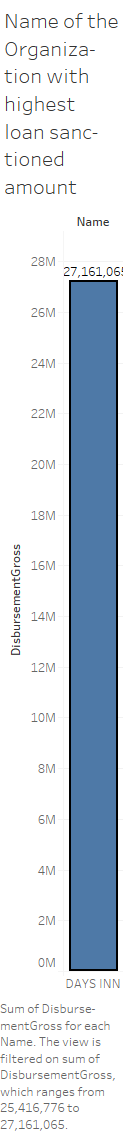 Name of the
Organiza-
tion with
highest
loan sanc-
tioned
amount
Name
28M
27,161,065
26M
24M
22M
20M
18M
16M
14M
12M
10M
8M
6M
4M
2M
0M
DisbursementGross
DAYS INN
Sum of Disburse-
mentGross for each
Name. The view is
filtered on sum of
DisbursementGross,
which ranges from
25,416,776 to
27,161,065.